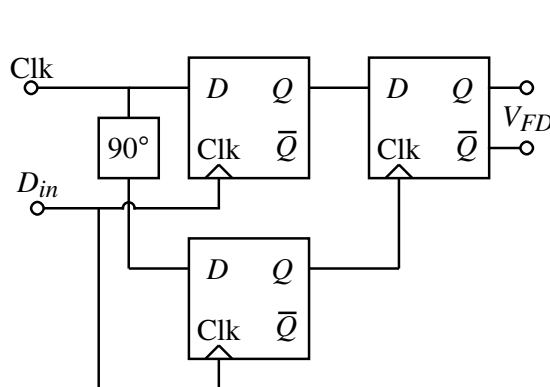 Clk
D Q
D Q
90°
Clk Q̅
Clk Q̅
V_FD
D_in
D Q
Clk Q̅